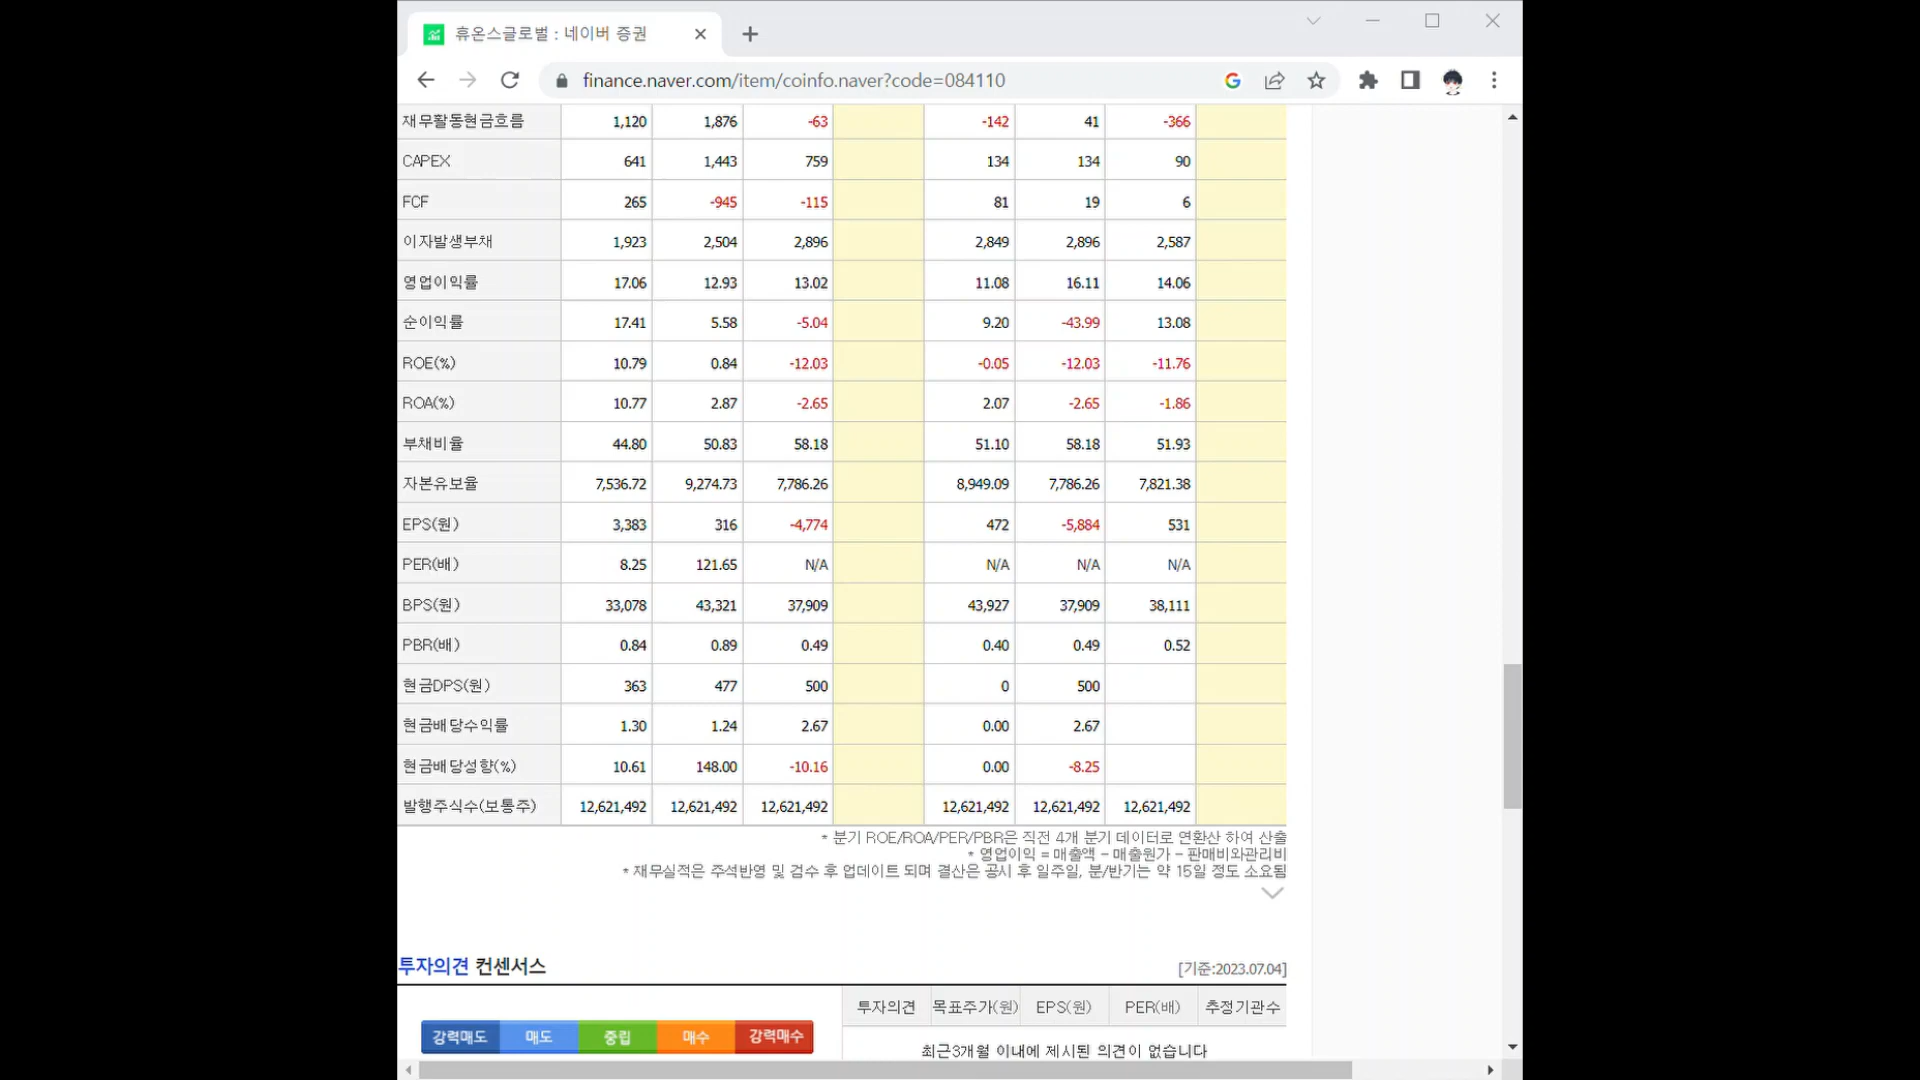 휴온스글로벌 : 네이버 증권
finance.naver.com/item/coinfo.naver?code=084110
재무활동현금흐름 1,120 1,876 -63 -142 41 -366
CAPEX 641 1,443 759 134 134 90
FCF 265 -945 -115 81 19 6
이자발생부채 1,923 2,504 2,896 2,849 2,896 2,587
영업이익률 17.06 12.93 13.02 11.08 16.11 14.06
순이익률 17.41 5.58 -5.04 9.20 -43.99 13.08
ROE(%) 10.79 0.84 -12.03 -0.05 -12.03 -11.76
ROA(%) 10.77 2.87 -2.65 2.07 -2.65 -1.86
부채비율 44.80 50.83 58.18 51.10 58.18 51.93
자본유보율 7,536.72 9,274.73 7,786.26 8,949.09 7,786.26 7,821.38
EPS(원) 3,383 316 -4,774 472 -5,884 531
PER(배) 8.25 121.65 N/A N/A N/A N/A
BPS(원) 33,078 43,321 37,909 43,927 37,909 38,111
PBR(배) 0.84 0.89 0.49 0.40 0.49 0.52
현금DPS(원) 363 477 500 0 500
현금배당수익률 1.30 1.24 2.67 0.00 2.67
현금배당성향(%) 10.61 148.00 -10.16 0.00 -8.25
발행주식수(보통주) 12,621,492 12,621,492 12,621,492 12,621,492 12,621,492 12,621,492
* 분기 ROE/ROA/PER/PBR은 직전 4개 분기 데이터로 연환산 하여 산출
* 영업이익 = 매출액 - 매출원가 - 판매비와관리비
* 재무실적은 주석반영 및 검수 후 업데이트 되며 결산은 공시 후 일주일, 분/반기는 약 15일 정도 소요됨
투자의견 컨센서스 [기준:2023.07.04]
투자의견 목표주가(원) EPS(원) PER(배) 추정기관수
강력매도 매도 중립 매수 강력매수
최근3개월 이내에 제시된 의견이 없습니다